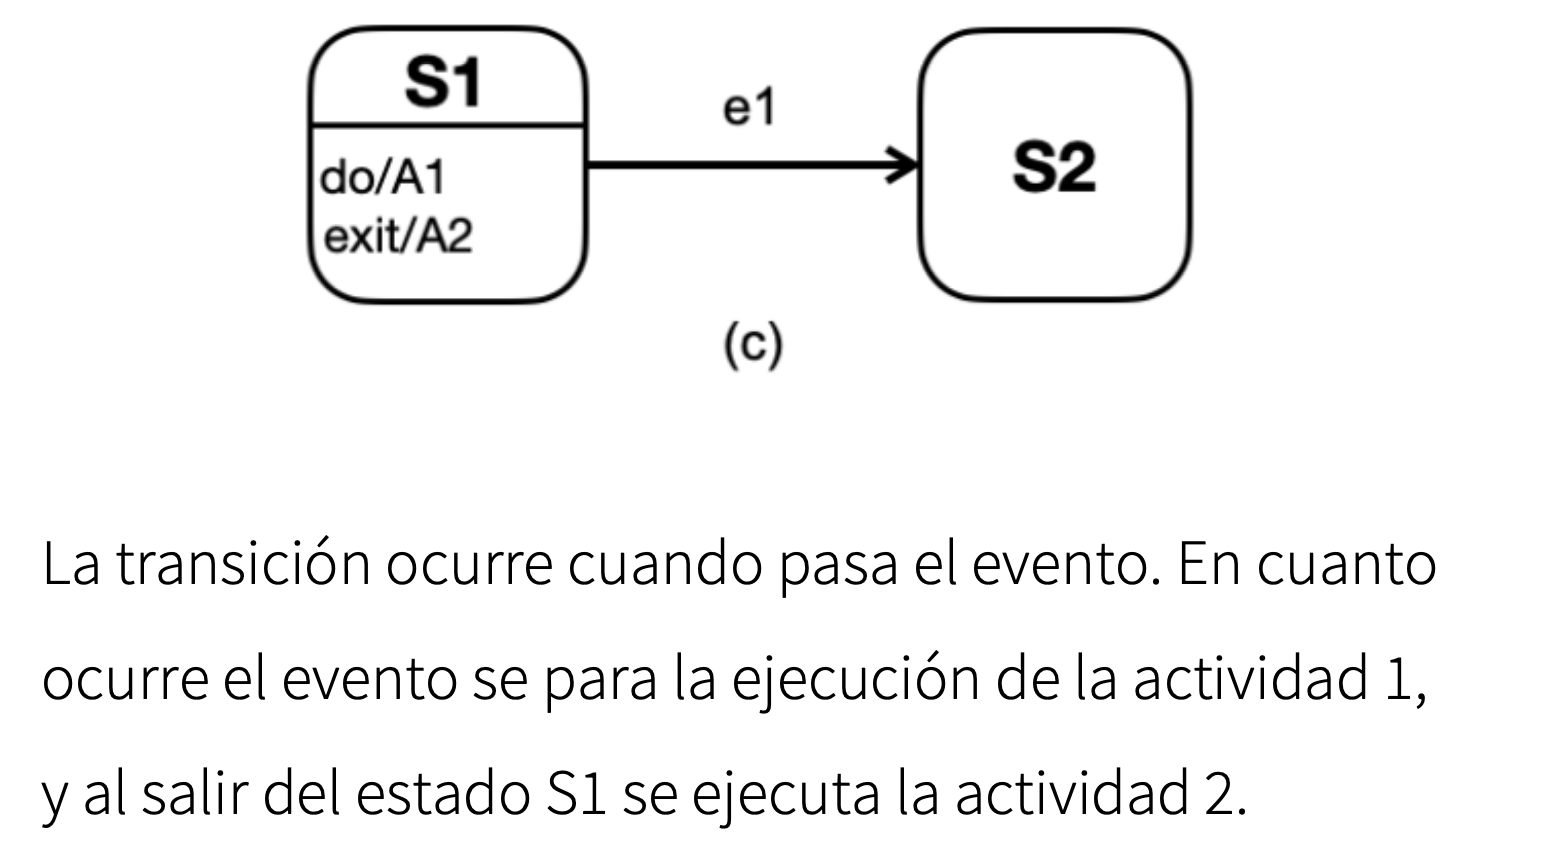 S1
e1
do/A1
exit/A2
S2
(c)
La transición ocurre cuando pasa el evento. En cuanto
ocurre el evento se para la ejecución de la actividad 1,
y al salir del estado S1 se ejecuta la actividad 2.